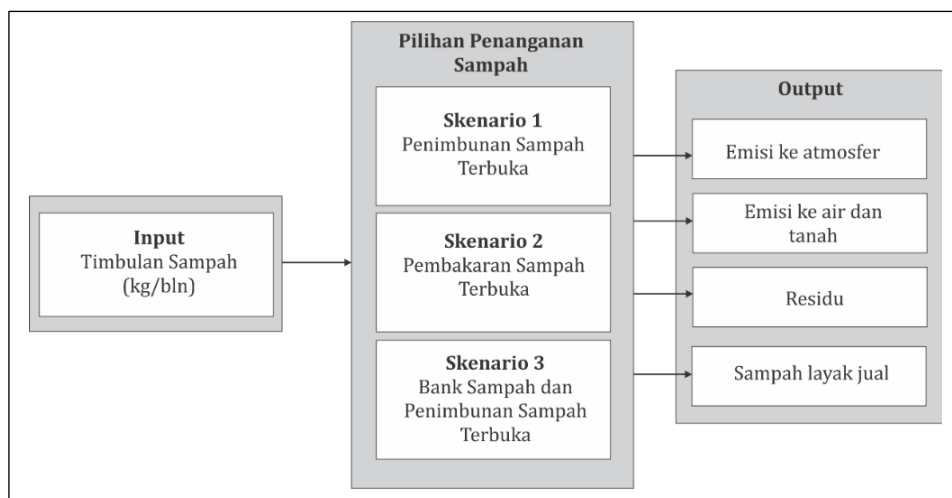 Input
Timbulan Sampah
(kg/bln)
Pilihan Penanganan
Sampah
Skenario 1
Penimbunan Sampah
Terbuka
Skenario 2
Pembakaran Sampah
Terbuka
Skenario 3
Bank Sampah dan
Penimbunan Sampah
Terbuka
Output
Emisi ke atmosfer
Emisi ke air dan
tanah
Residu
Sampah layak jual